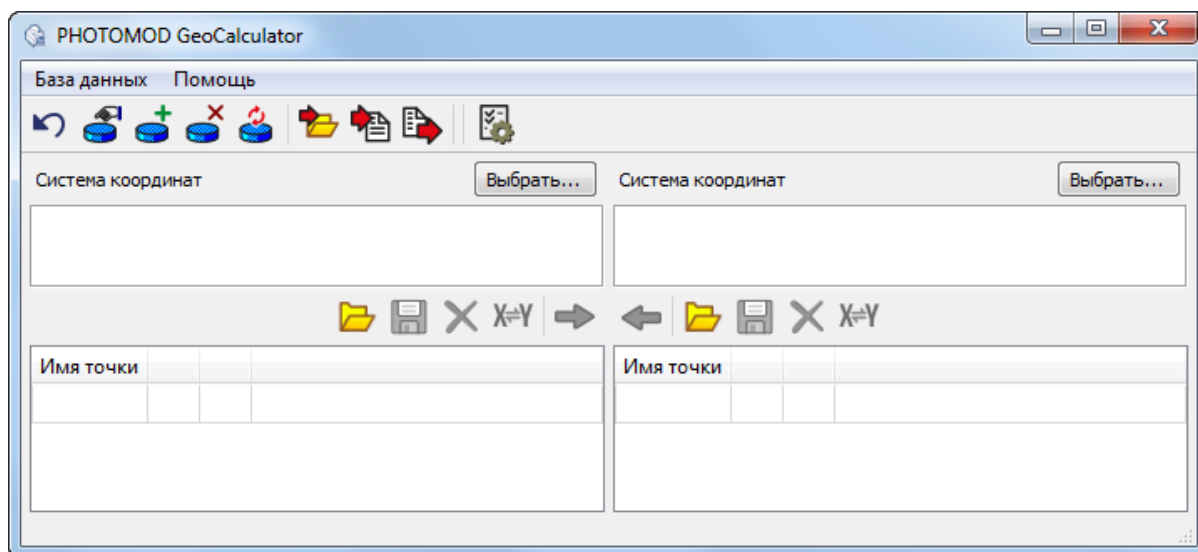 PHOTOMOD GeoCalculator
База данных Помощь
Система координат Выбрать... Система координат Выбрать...
X⇌Y X⇌Y
Имя точки Имя точки